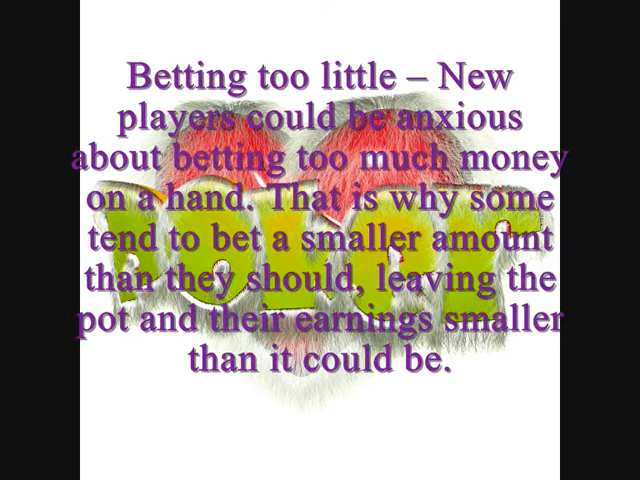 Betting too little – New
players could be anxious
about betting too much money
on a hand. That is why some
tend to bet a smaller amount
than they should, leaving the
pot and their earnings smaller
than it could be.